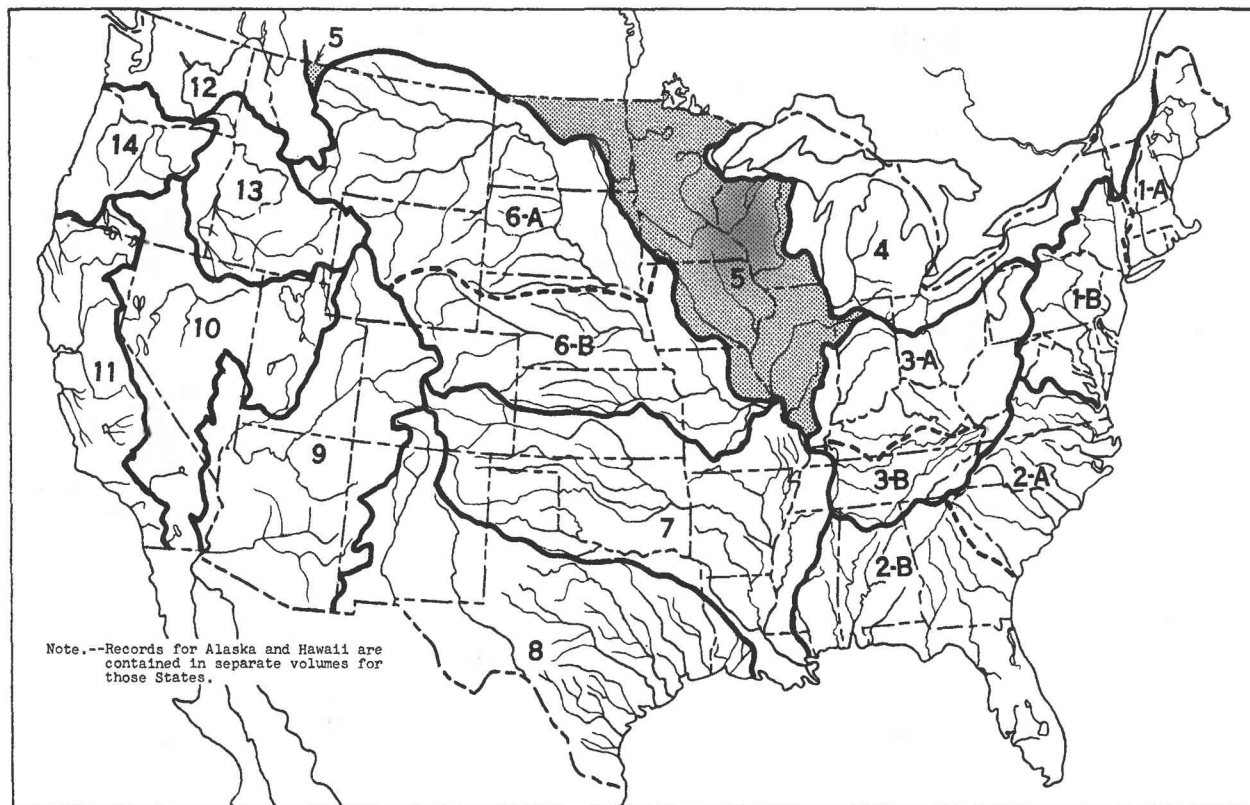 5
12
14
13
1-A
6-A
4
5
1-B
10
6-B
3-A
11
9
3-B
2-A
7
2-B
Note.--Records for Alaska and Hawaii are
contained in separate volumes for
those States.
8